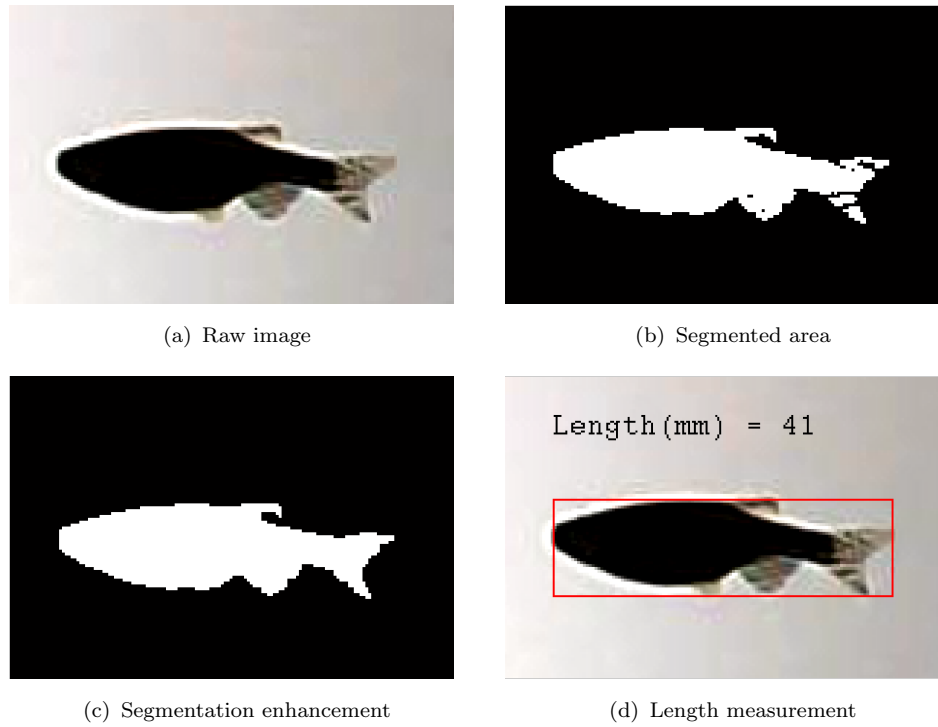 (a) Raw image
(b) Segmented area
Length(mm) = 41
(c) Segmentation enhancement
(d) Length measurement